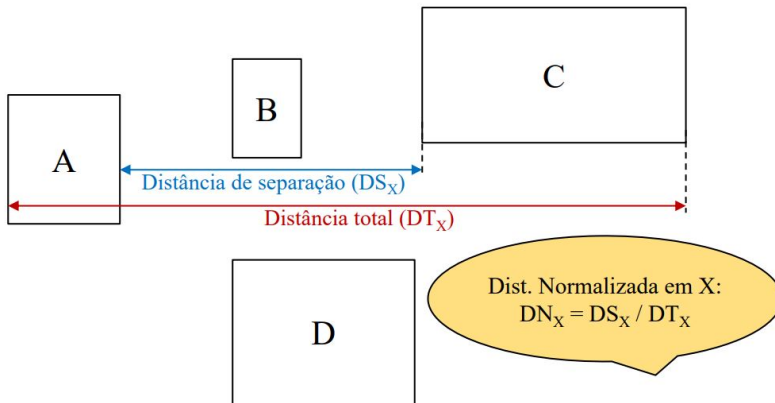 C
B
A
Distância de separação (DSX)
Distância total (DTX)
Dist. Normalizada em X:
DNX = DSX / DTX
D